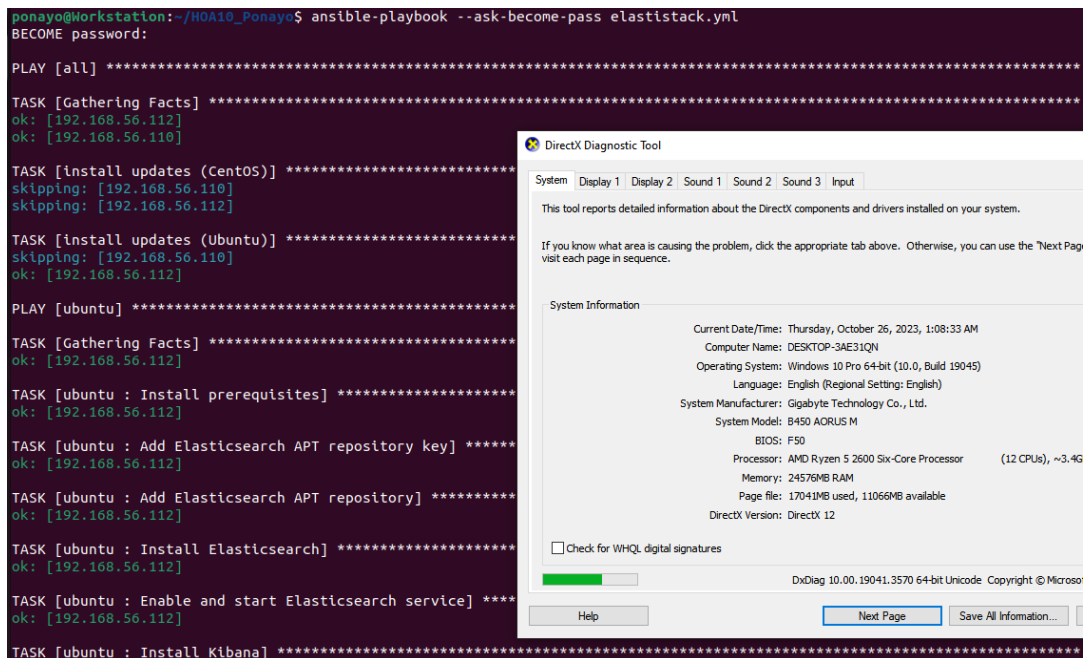 ponayo@Workstation:~/HOA10_Ponayo$ ansible-playbook --ask-become-pass elastistack.yml
BECOME password:
PLAY [all] ****************************************************************************************************
TASK [Gathering Facts] ****************************************************************************************
ok: [192.168.56.112]
ok: [192.168.56.110]
TASK [install updates (CentOS)] ***************************
skipping: [192.168.56.110]
skipping: [192.168.56.112]
TASK [install updates (Ubuntu)] ***************************
skipping: [192.168.56.110]
ok: [192.168.56.112]
PLAY [ubuntu] *********************************************
TASK [Gathering Facts] ************************************
ok: [192.168.56.112]
TASK [ubuntu : Install prerequisites] *********************
ok: [192.168.56.112]
TASK [ubuntu : Add Elasticsearch APT repository key] ******
ok: [192.168.56.112]
TASK [ubuntu : Add Elasticsearch APT repository] **********
ok: [192.168.56.112]
TASK [ubuntu : Install Elasticsearch] *********************
ok: [192.168.56.112]
TASK [ubuntu : Enable and start Elasticsearch service] ****
ok: [192.168.56.112]
TASK [ubuntu : Install Kibana] ********************************************************************************
DirectX Diagnostic Tool
System Display 1 Display 2 Sound 1 Sound 2 Sound 3 Input
This tool reports detailed information about the DirectX components and drivers installed on your system.
If you know what area is causing the problem, click the appropriate tab above. Otherwise, you can use the "Next Page
visit each page in sequence.
System Information
Current Date/Time: Thursday, October 26, 2023, 1:08:33 AM
Computer Name: DESKTOP-3AE31QN
Operating System: Windows 10 Pro 64-bit (10.0, Build 19045)
Language: English (Regional Setting: English)
System Manufacturer: Gigabyte Technology Co., Ltd.
System Model: B450 AORUS M
BIOS: F50
Processor: AMD Ryzen 5 2600 Six-Core Processor (12 CPUs), ~3.4G
Memory: 24576MB RAM
Page file: 17041MB used, 11066MB available
DirectX Version: DirectX 12
Check for WHQL digital signatures
DxDiag 10.00.19041.3570 64-bit Unicode Copyright © Microsof
Help Next Page Save All Information...